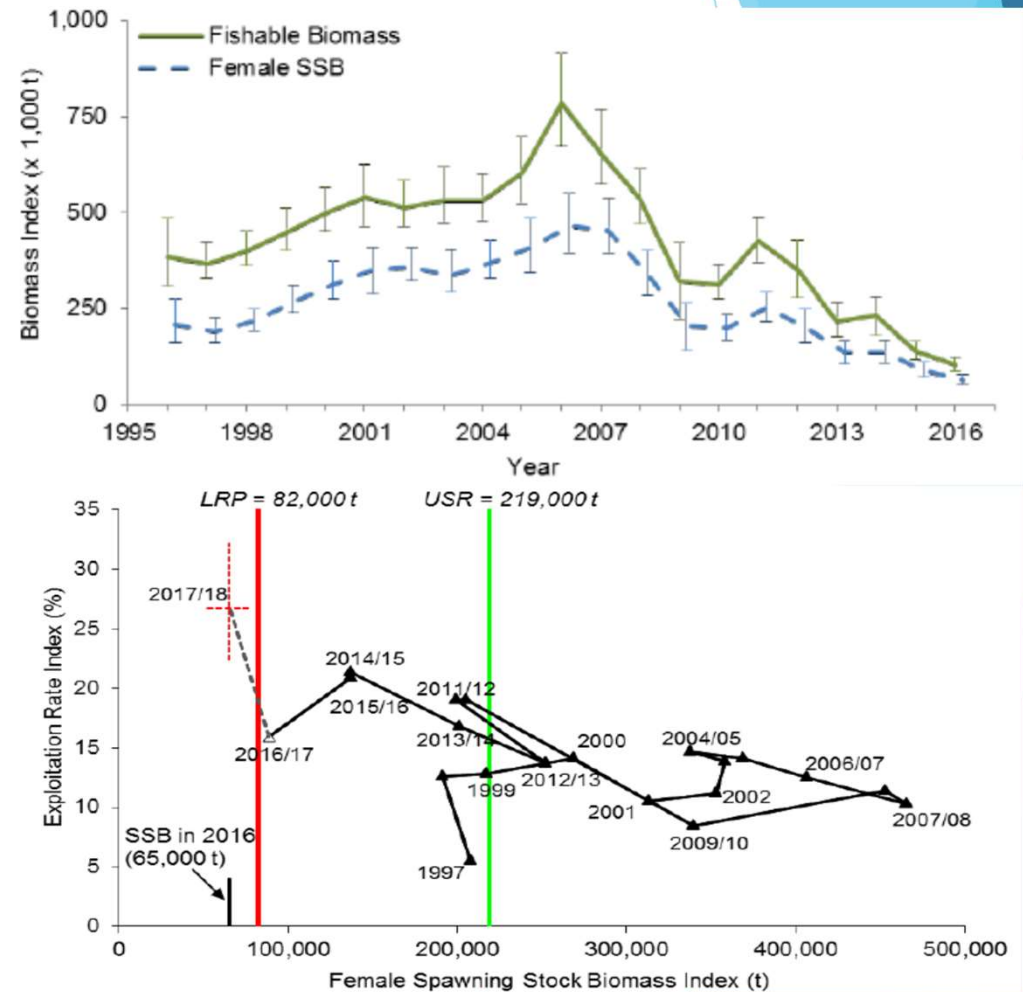 1,000
750
500
250
0
Fishable Biomass
Female SSB
Biomass Index (x 1,000 t)
1995 1998 2001 2004 2007 2010 2013 2016
Year
LRP = 82,000 t USR = 219,000 t
35
30
25
20
15
10
5
0
Exploitation Rate Index (%)
2017/18
2014/15
2011/12
2015/16
2013/14
2016/17
2000
2004/05
2012/13
2006/07
1999
2001
2002
2007/08
2009/10
SSB in 2016
(65,000 t)
1997
0 100,000 200,000 300,000 400,000 500,000
Female Spawning Stock Biomass Index (t)